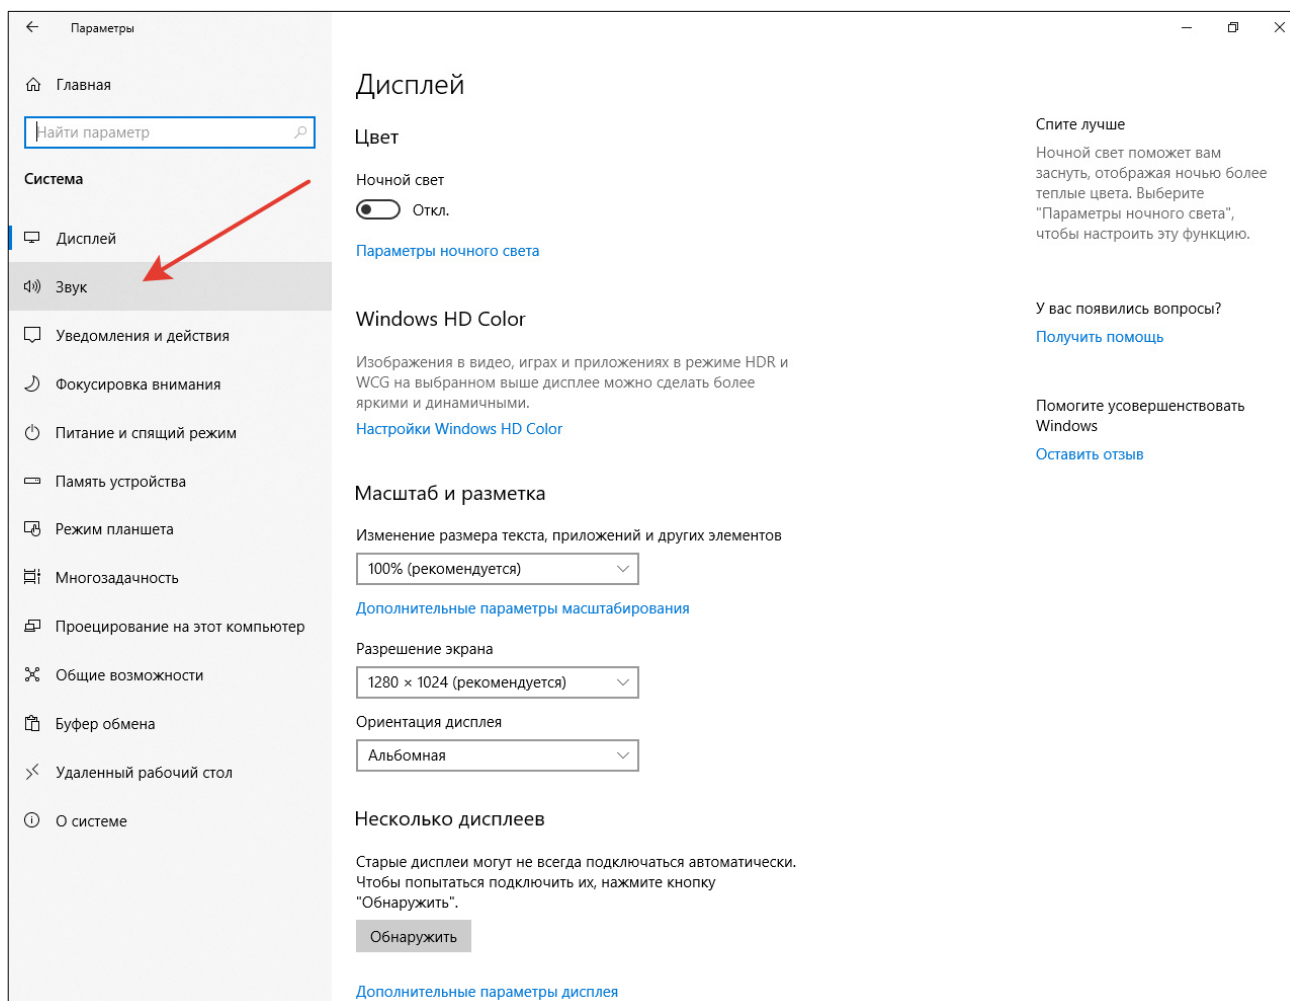 Параметры
Главная
Найти параметр
Система
Дисплей
Звук
Уведомления и действия
Фокусировка внимания
Питание и спящий режим
Память устройства
Режим планшета
Многозадачность
Проецирование на этот компьютер
Общие возможности
Буфер обмена
Удаленный рабочий стол
О системе
Дисплей
Цвет
Ночной свет
Откл.
Параметры ночного света
Windows HD Color
Изображения в видео, играх и приложениях в режиме HDR и
WCG на выбранном выше дисплее можно сделать более
яркими и динамичными.
Настройки Windows HD Color
Масштаб и разметка
Изменение размера текста, приложений и других элементов
100% (рекомендуется)
Дополнительные параметры масштабирования
Разрешение экрана
1280 × 1024 (рекомендуется)
Ориентация дисплея
Альбомная
Несколько дисплеев
Старые дисплеи могут не всегда подключаться автоматически.
Чтобы попытаться подключить их, нажмите кнопку
"Обнаружить".
Обнаружить
Дополнительные параметры дисплея
Спите лучше
Ночной свет поможет вам
заснуть, отображая ночью более
теплые цвета. Выберите
"Параметры ночного света",
чтобы настроить эту функцию.
У вас появились вопросы?
Получить помощь
Помогите усовершенствовать
Windows
Оставить отзыв